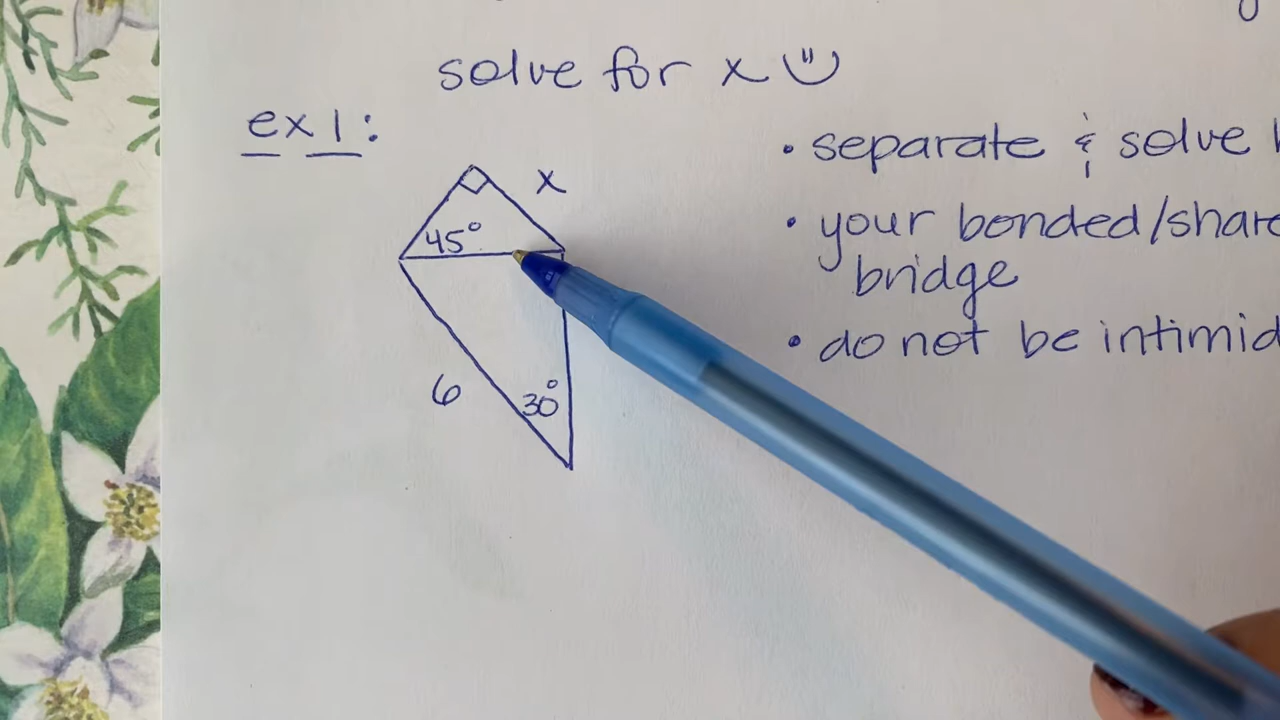 solve for x
ex 1:
x
45°
6
30°
• separate & solve
• your bonded/share
bridge
• do not be intimid